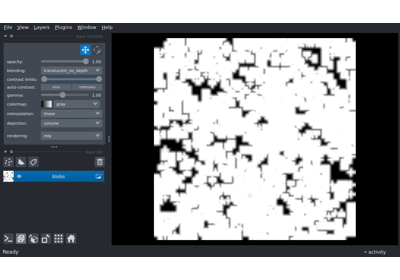 File View Layers Plugins Window Help
opacity: 1.00
blending: translucent_no_depth
contrast limits:
auto-contrast: once continuous
gamma: 1.00
colormap: gray
interpolation: linear
depiction: volume
rendering: mip
blobs
Ready activity